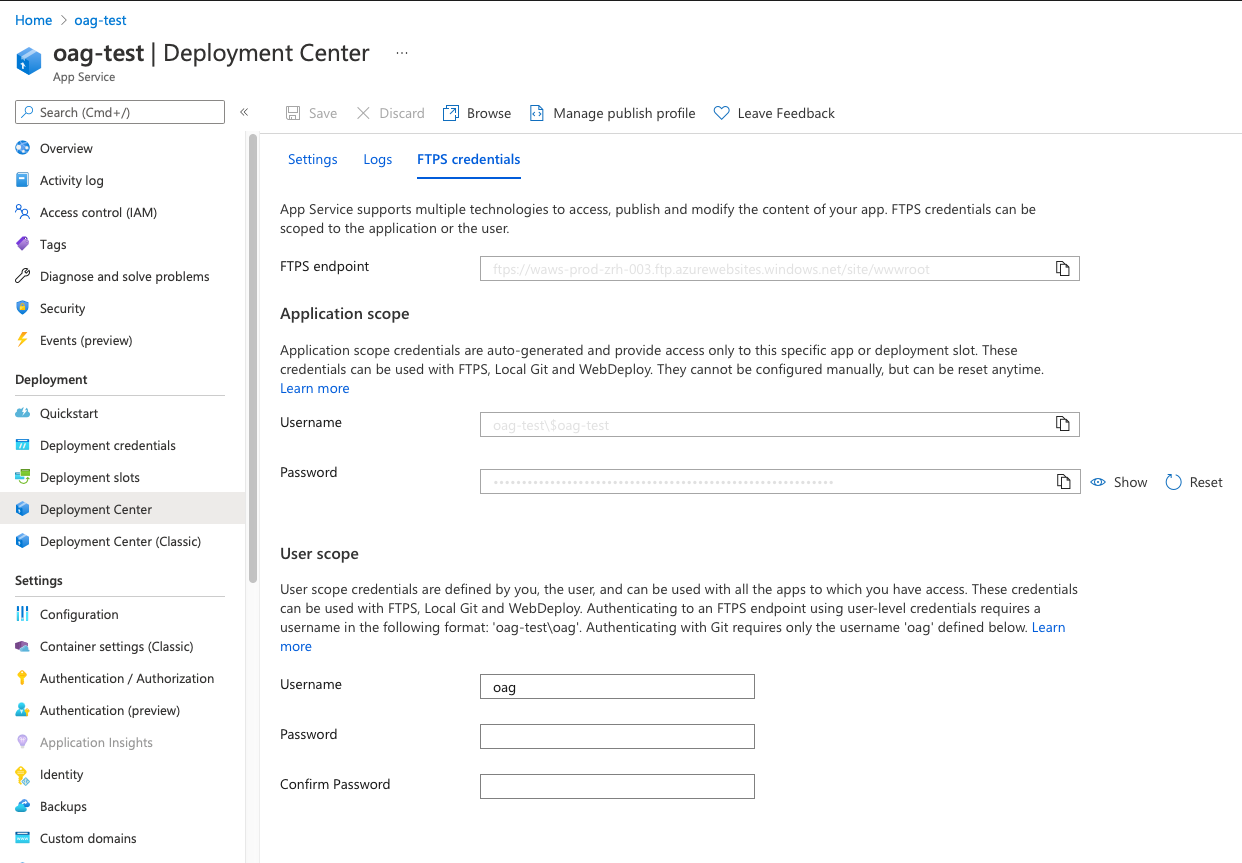 Home > oag-test
oag-test | Deployment Center ...
App Service
Search (Cmd+/)
«
Save
Discard
Browse
Manage publish profile
Leave Feedback
Overview
Activity log
Access control (IAM)
Tags
Diagnose and solve problems
Security
Events (preview)
Deployment
Quickstart
Deployment credentials
Deployment slots
Deployment Center
Deployment Center (Classic)
Settings
Configuration
Container settings (Classic)
Authentication / Authorization
Authentication (preview)
Application Insights
Identity
Backups
Custom domains
Settings
Logs
FTPS credentials
App Service supports multiple technologies to access, publish and modify the content of your app. FTPS credentials can be
scoped to the application or the user.
FTPS endpoint
ftps://waws-prod-zrh-003.ftp.azurewebsites.windows.net/site/wwwroot
Application scope
Application scope credentials are auto-generated and provide access only to this specific app or deployment slot. These
credentials can be used with FTPS, Local Git and WebDeploy. They cannot be configured manually, but can be reset anytime.
Learn more
Username
oag-test\$oag-test
Password
Show
Reset
User scope
User scope credentials are defined by you, the user, and can be used with all the apps to which you have access. These credentials
can be used with FTPS, Local Git and WebDeploy. Authenticating to an FTPS endpoint using user-level credentials requires a
username in the following format: 'oag-test\oag'. Authenticating with Git requires only the username 'oag' defined below. Learn
more
Username
oag
Password
Confirm Password